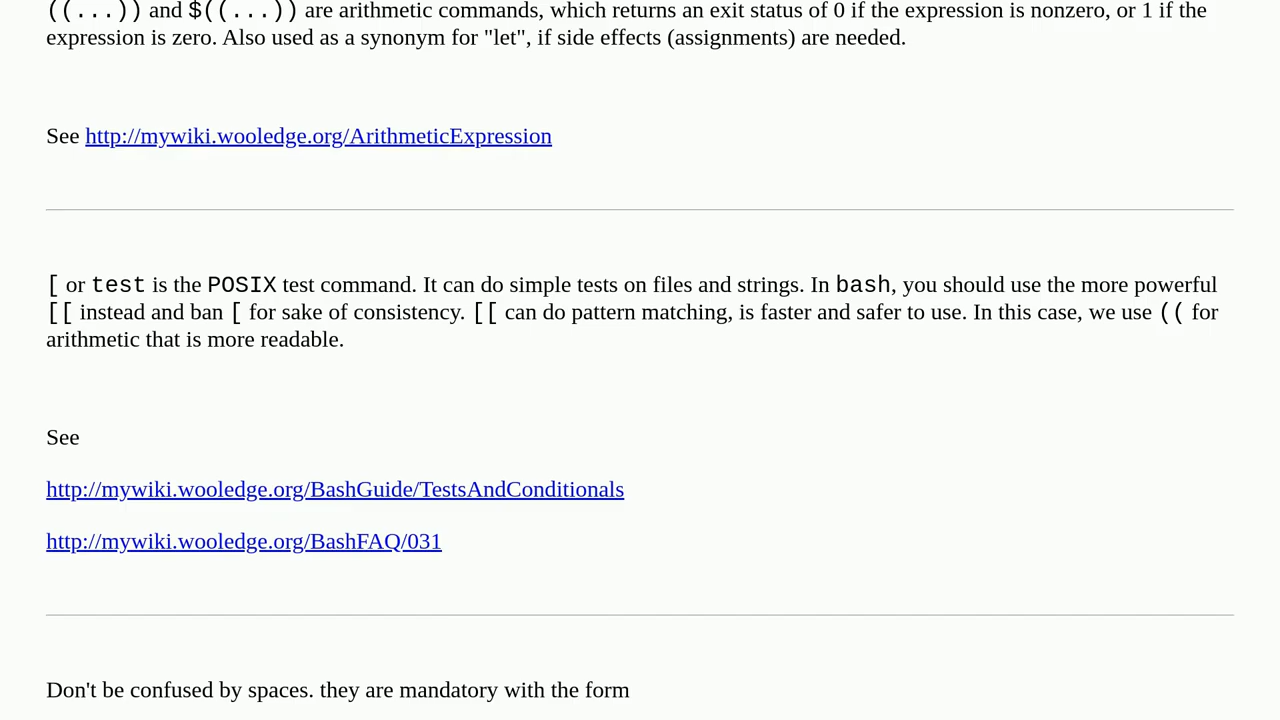 ((...)) and $((...)) are arithmetic commands, which returns an exit status of 0 if the expression is nonzero, or 1 if the
expression is zero. Also used as a synonym for "let", if side effects (assignments) are needed.
See http://mywiki.wooledge.org/ArithmeticExpression
[ or test is the POSIX test command. It can do simple tests on files and strings. In bash, you should use the more powerful
[[ instead and ban [ for sake of consistency. [[ can do pattern matching, is faster and safer to use. In this case, we use (( for
arithmetic that is more readable.
See
http://mywiki.wooledge.org/BashGuide/TestsAndConditionals
http://mywiki.wooledge.org/BashFAQ/031
Don't be confused by spaces. they are mandatory with the form